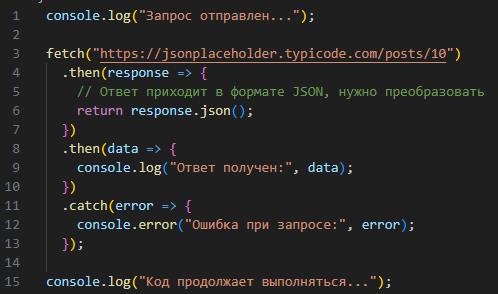 1 console.log("Запрос отправлен...");
2
3 fetch("https://jsonplaceholder.typicode.com/posts/10")
4   .then(response => {
5     // Ответ приходит в формате JSON, нужно преобразовать
6     return response.json();
7   })
8   .then(data => {
9     console.log("Ответ получен:", data);
10   })
11   .catch(error => {
12     console.error("Ошибка при запросе:", error);
13   });
14
15 console.log("Код продолжает выполняться...");